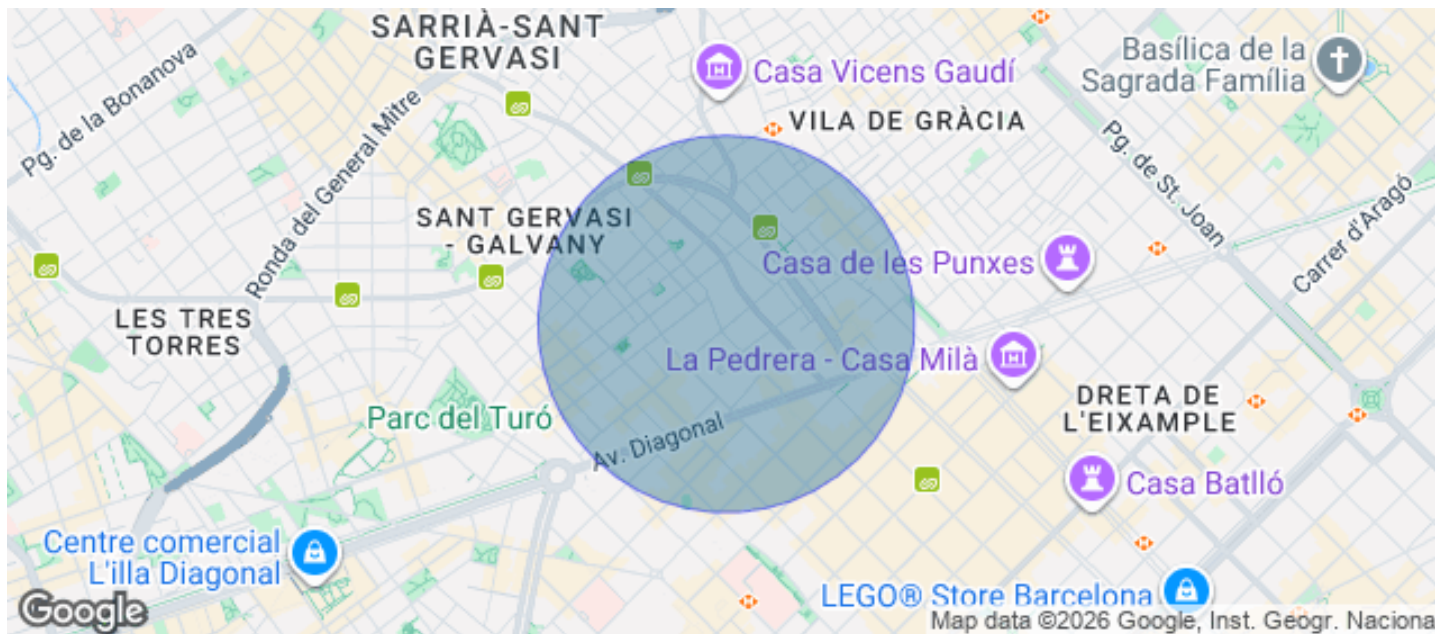 SARRIÀ-SANT
GERVASI
Pg. de la Bonanova
Casa Vicens Gaudí
Basílica de la
Sagrada Família
VILA DE GRÀCIA
Ronda del General Mitre
Pg. de St. Joan
Carrer d'Aragó
SANT GERVASI
- GALVANY
Casa de les Punxes
LES TRES
TORRES
La Pedrera - Casa Milà
Parc del Turó
Av. Diagonal
DRETA DE
L'EIXAMPLE
Casa Batlló
Centre comercial
L'illa Diagonal
LEGO® Store Barcelona
Google
Map data ©2026 Google, Inst. Geogr. Naciona